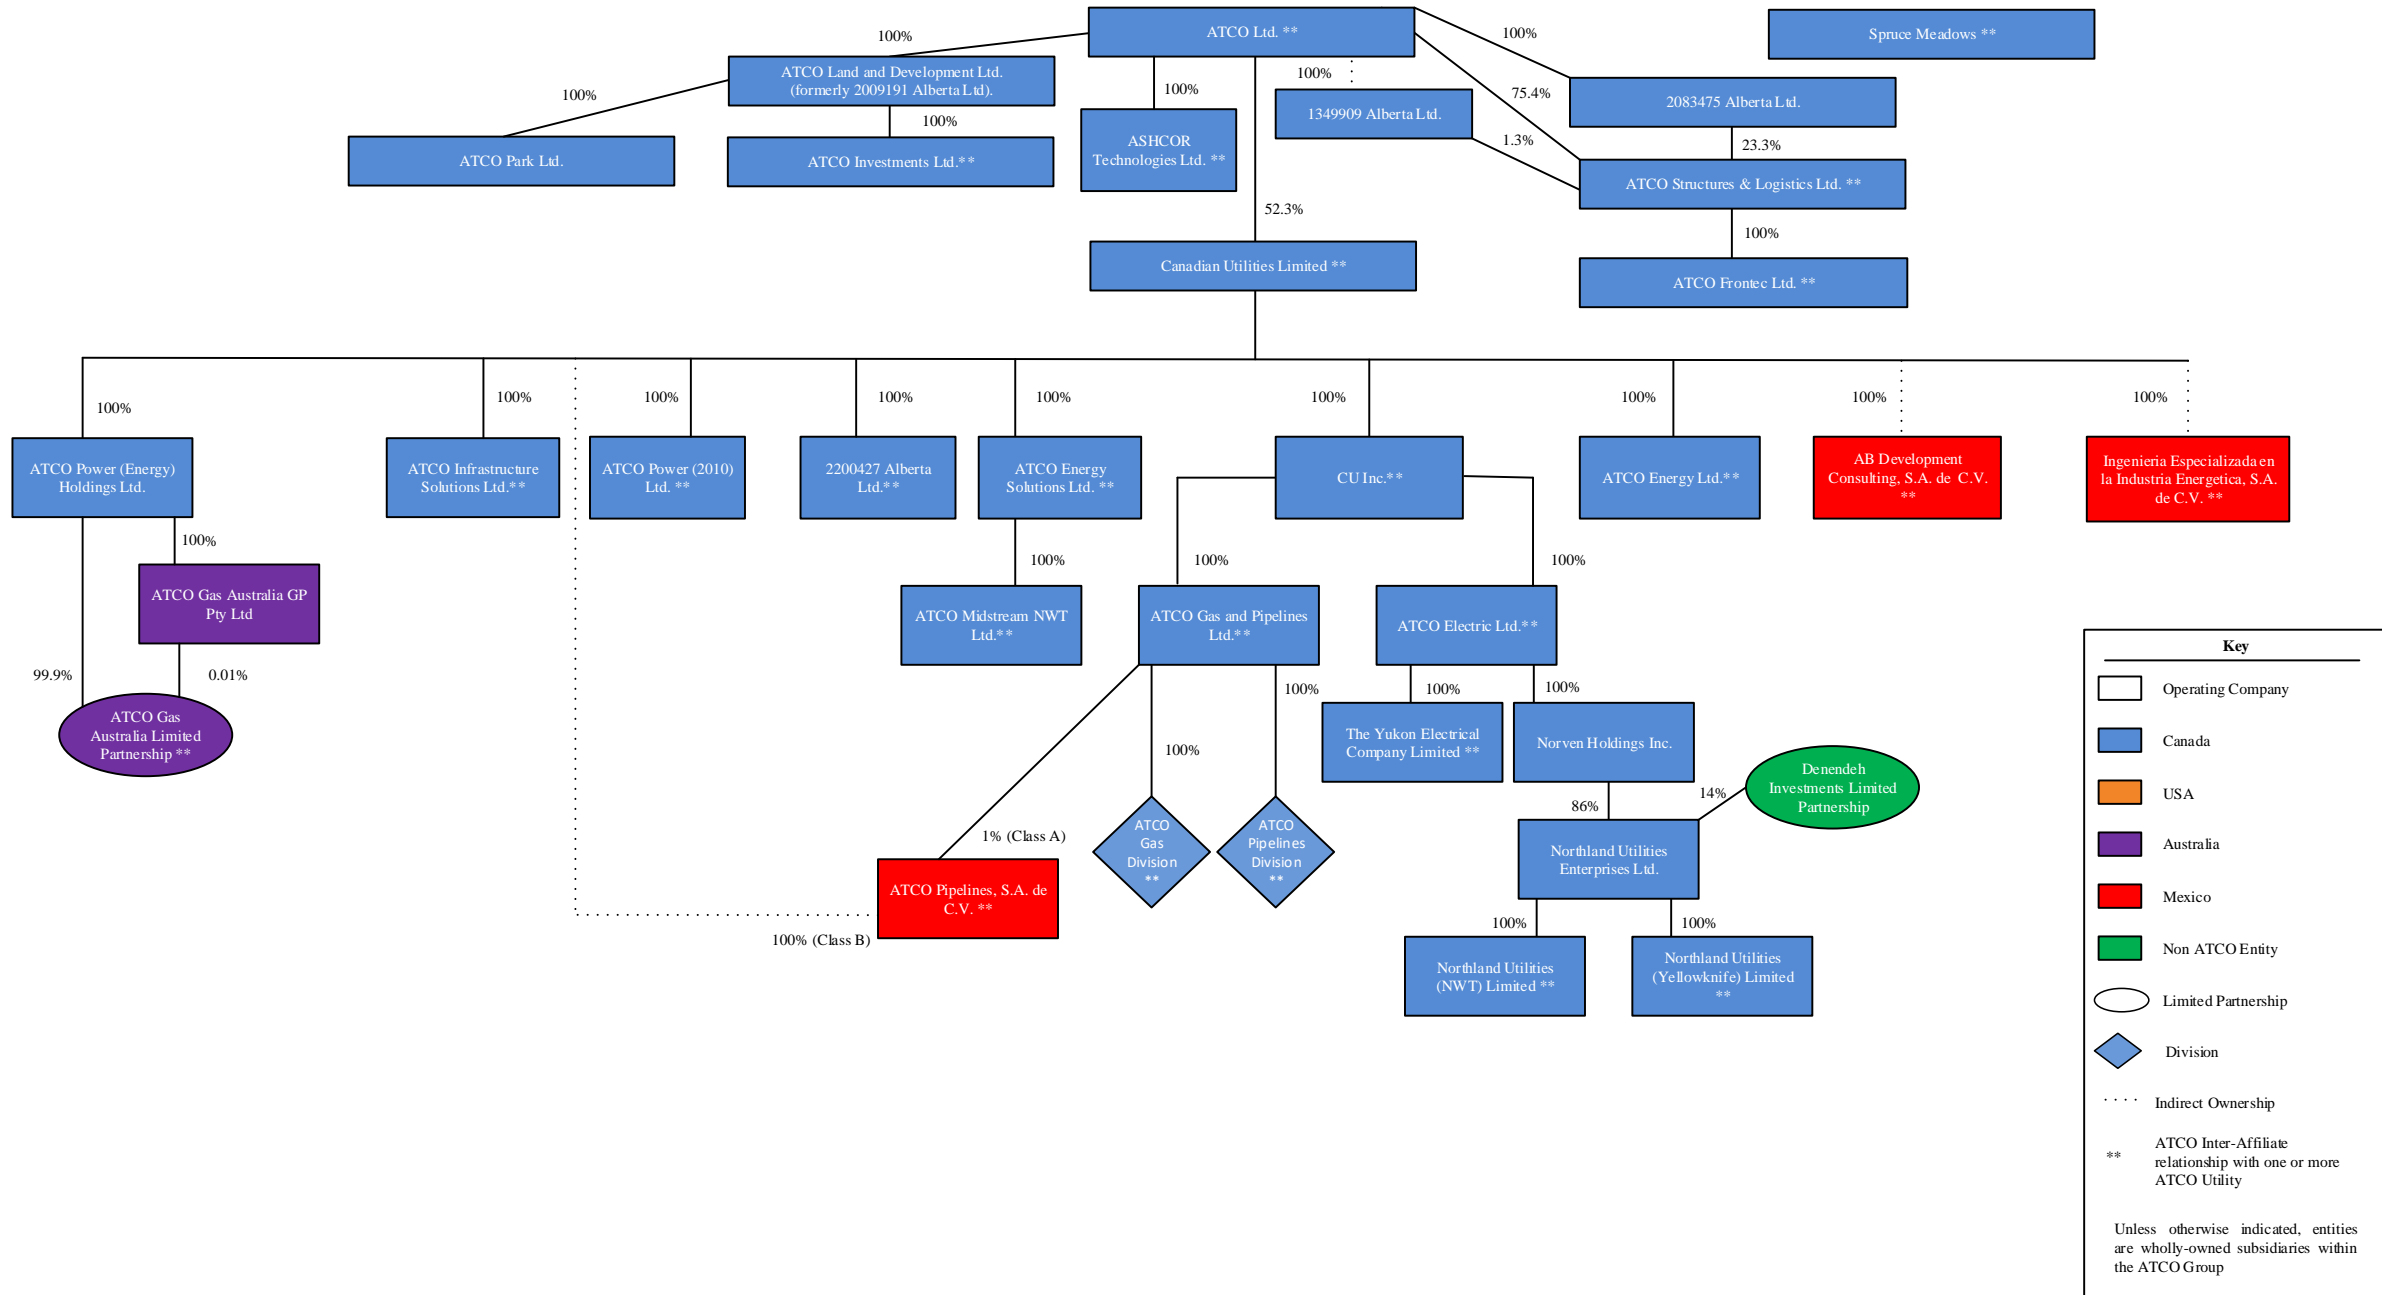 ATCO Ltd. **
Spruce Meadows **
100%
100%
ATCO Land and Development Ltd.
(formerly 2009191 Alberta Ltd).
100%
100%
100%
75.4%
2083475 Alberta Ltd.
100%
1349909 Alberta Ltd.
100%
ASHCOR
Technologies Ltd. **
1.3%
23.3%
ATCO Park Ltd.
ATCO Investments Ltd.**
ATCO Structures & Logistics Ltd. **
52.3%
100%
Canadian Utilities Limited **
ATCO Frontec Ltd. **
100%
100%
100%
100%
100%
100%
100%
100%
100%
ATCO Power (Energy)
Holdings Ltd.
ATCO Infrastructure
Solutions Ltd.**
ATCO Power (2010)
Ltd. **
2200427 Alberta
Ltd.**
ATCO Energy
Solutions Ltd. **
CU Inc.**
ATCO Energy Ltd.**
AB Development
Consulting, S.A. de C.V.
**
Ingenieria Especializada en
la Industria Energetica, S.A.
de C.V. **
100%
100%
100%
100%
ATCO Gas Australia GP
Pty Ltd
ATCO Midstream NWT
Ltd.**
ATCO Gas and Pipelines
Ltd.**
ATCO Electric Ltd.**
99.9%
0.01%
100%
100%
100%
ATCO Gas
Australia Limited
Partnership **
100%
The Yukon Electrical
Company Limited **
Norven Holdings Inc.
Denendeh
Investments Limited
Partnership
86%
14%
1% (Class A)
ATCO
Gas
Division
**
ATCO
Pipelines
Division
**
Northland Utilities
Enterprises Ltd.
ATCO Pipelines, S.A. de
C.V. **
100% (Class B)
100%
100%
Northland Utilities
(NWT) Limited **
Northland Utilities
(Yellowknife) Limited
**
Key
Operating Company
Canada
USA
Australia
Mexico
Non ATCO Entity
Limited Partnership
Division
Indirect Ownership
**
ATCO Inter-Affiliate
relationship with one or more
ATCO Utility
Unless otherwise indicated, entities
are wholly-owned subsidiaries within
the ATCO Group